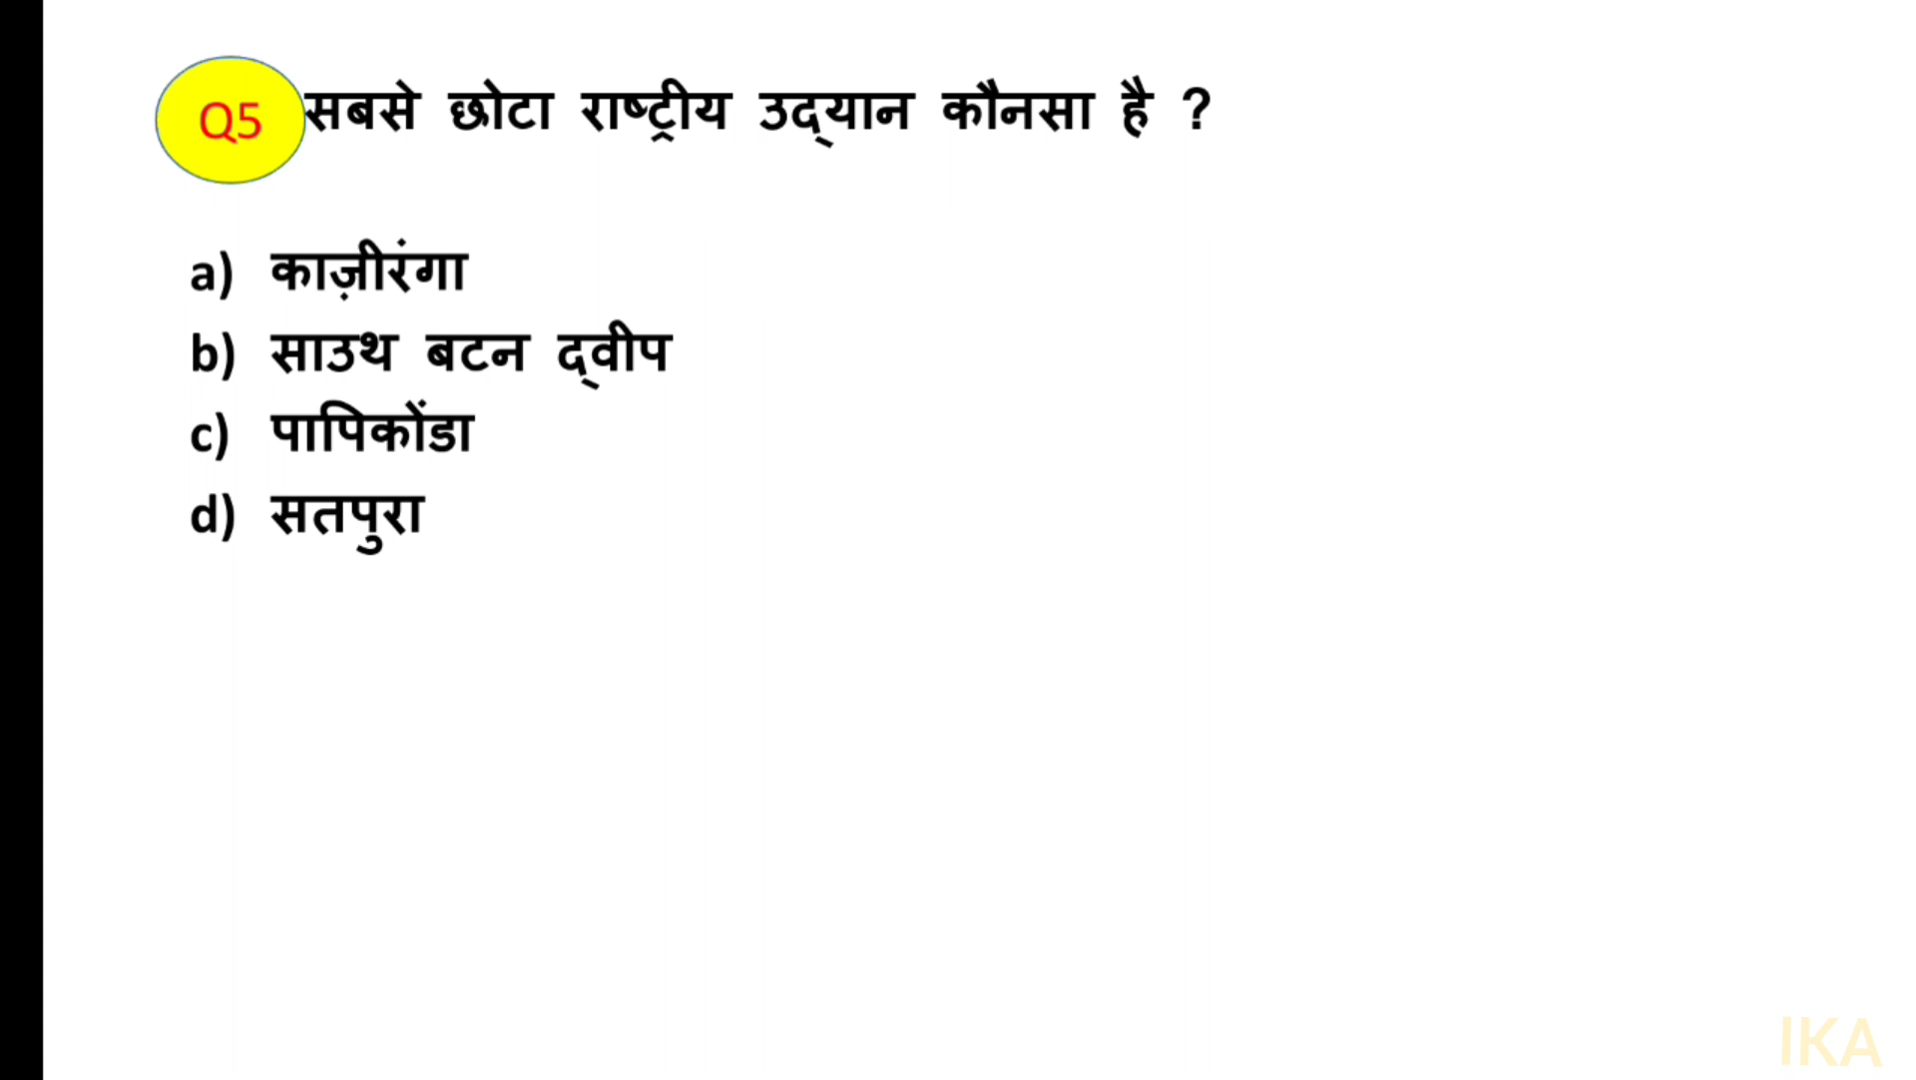 Q5 सबसे छोटा राष्ट्रीय उद्यान कौनसा है ?
a) काज़ीरंगा
b) साउथ बटन द्वीप
c) पापिकोंडा
d) सतपुरा
IKA